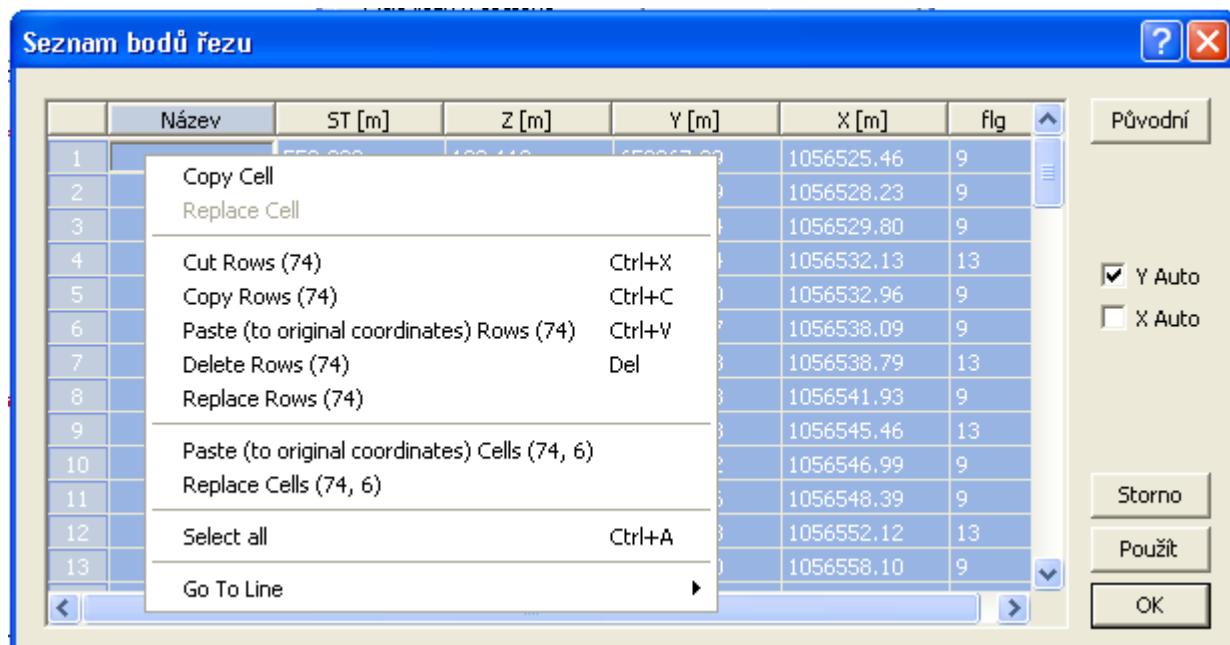 Seznam bodů řezu
Název ST [m] Z [m] Y [m] X [m] flg
Původní
1 1056525.46 9
2 1056528.23 9
3 1056529.80 9
4 1056532.13 13
5 1056532.96 9
6 1056538.09 9
7 1056538.79 13
8 1056541.93 9
9 1056545.46 13
10 1056546.99 9
11 1056548.39 9
12 1056552.12 13
13 1056558.10 9
Copy Cell
Replace Cell
Cut Rows (74) Ctrl+X
Copy Rows (74) Ctrl+C
Paste (to original coordinates) Rows (74) Ctrl+V
Delete Rows (74) Del
Replace Rows (74)
Paste (to original coordinates) Cells (74, 6)
Replace Cells (74, 6)
Select all Ctrl+A
Go To Line
Y Auto
X Auto
Storno
Použít
OK